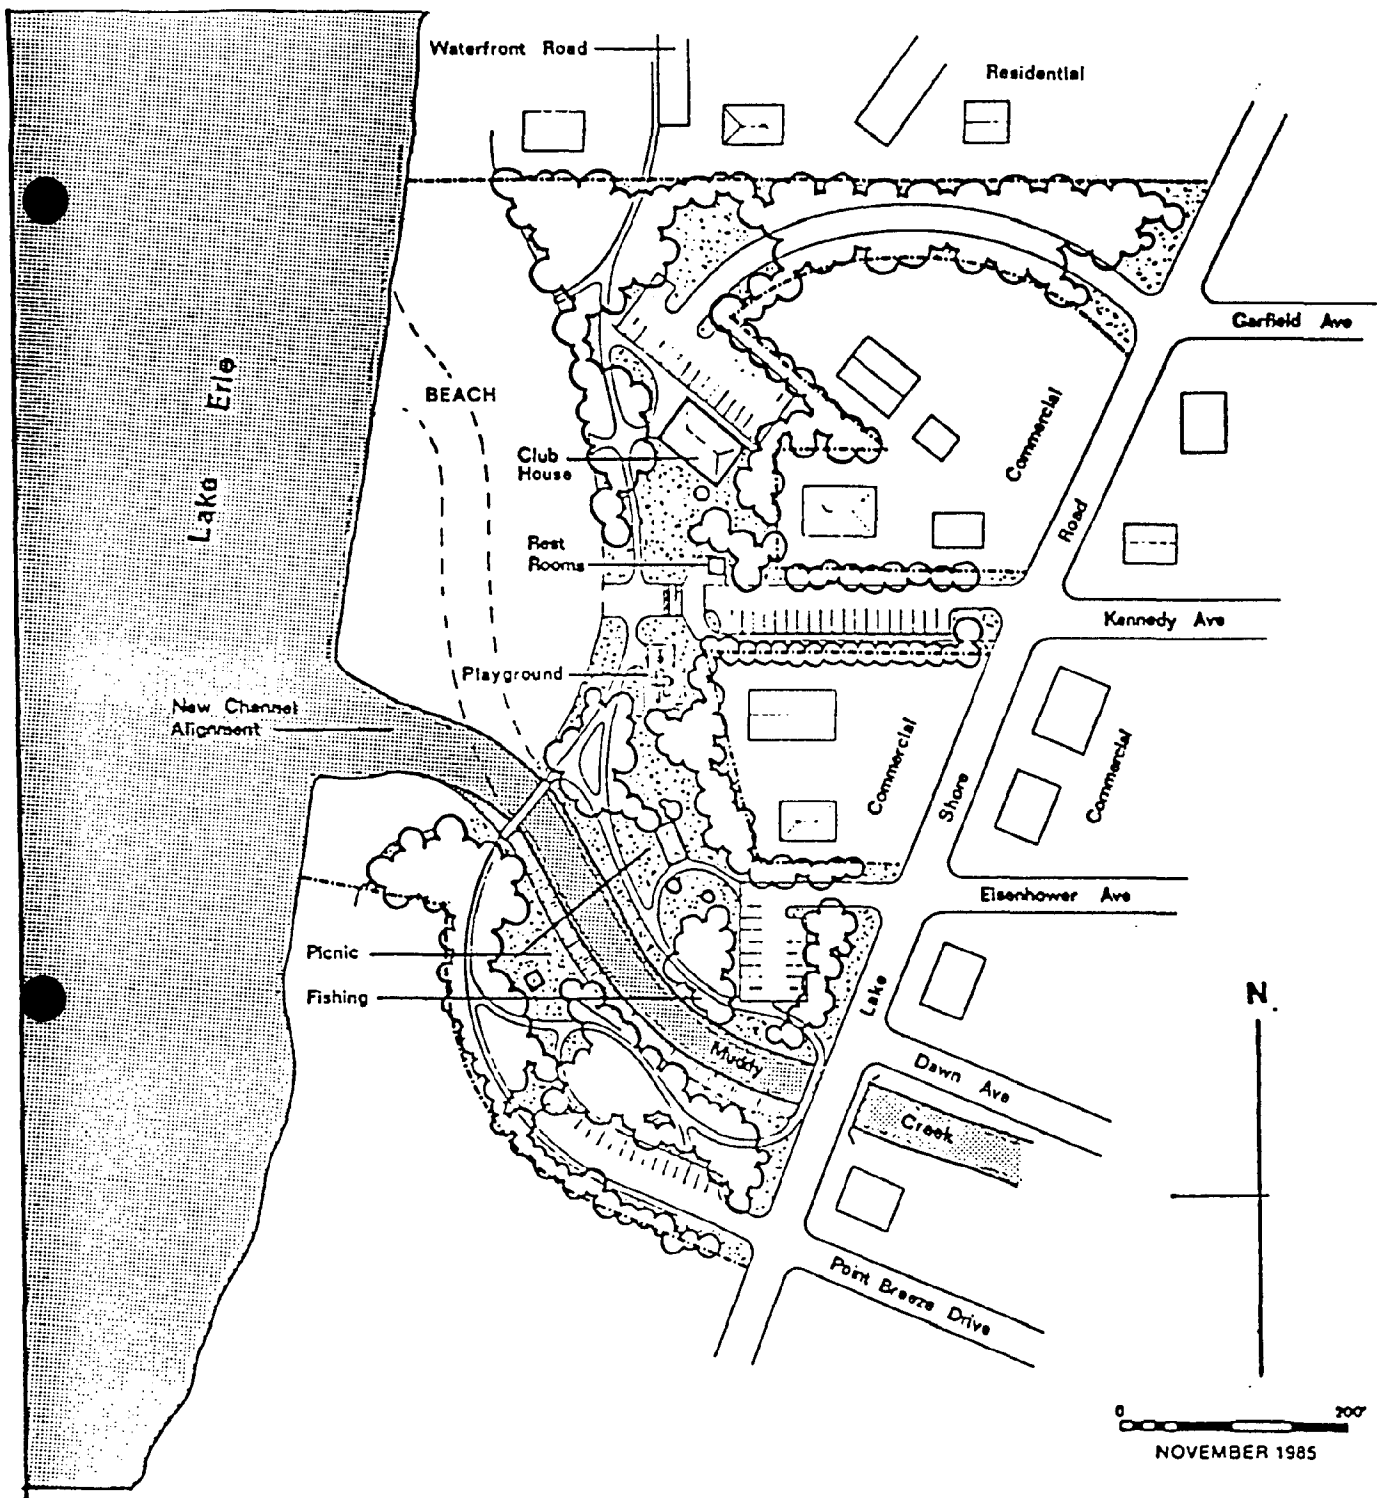 Waterfront Road
Residential
Garfield Ave
Lake Erie
BEACH
Commercial
Club
House
Road
Rest
Rooms
Kennedy Ave
Playground
New Channel
Alignment
Commercial
Shore
Commercial
Eisenhower Ave
Picnic
Fishing
Lake
N.
Muddy
Dawn Ave
Creek
Point Breeze Drive
0 200'
NOVEMBER 1985